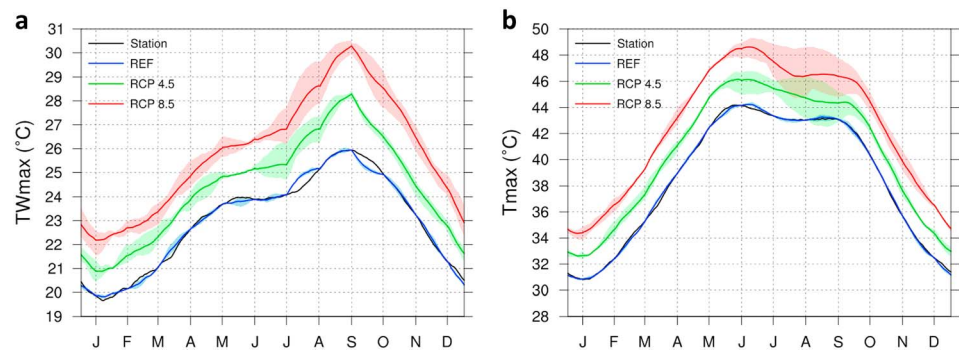 a
TWmax (°C)
31
30
29
28
27
26
25
24
23
22
21
20
19
Station
REF
RCP 4.5
RCP 8.5
J F M A M J J A S O N D
b
Tmax (°C)
50
48
46
44
42
40
38
36
34
32
30
28
Station
REF
RCP 4.5
RCP 8.5
J F M A M J J A S O N D